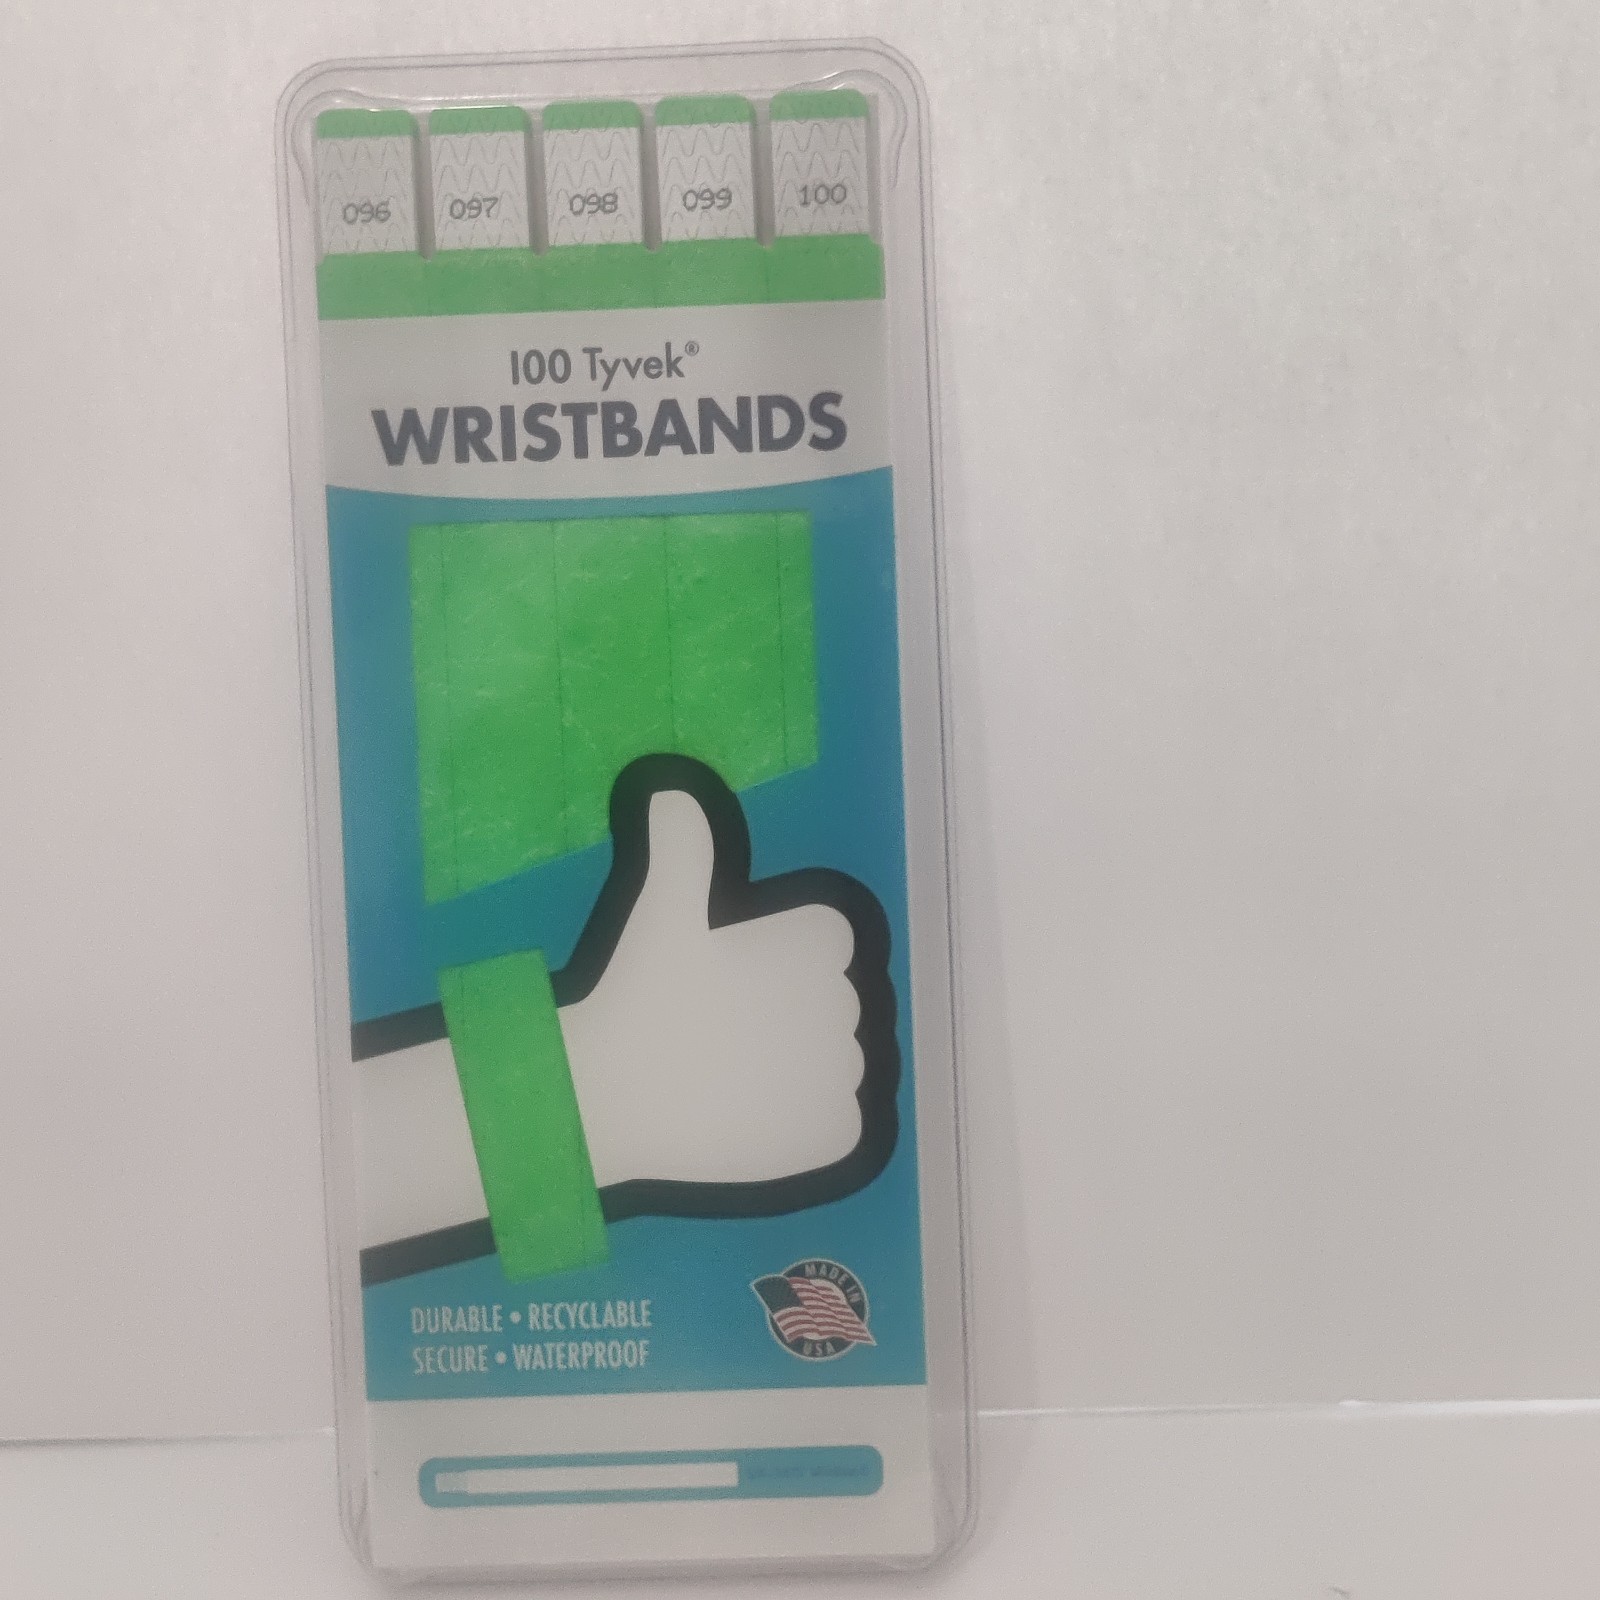 096 097 098 099 100
100 Tyvek®
WRISTBANDS
DURABLE • RECYCLABLE
SECURE • WATERPROOF
MADE IN
USA